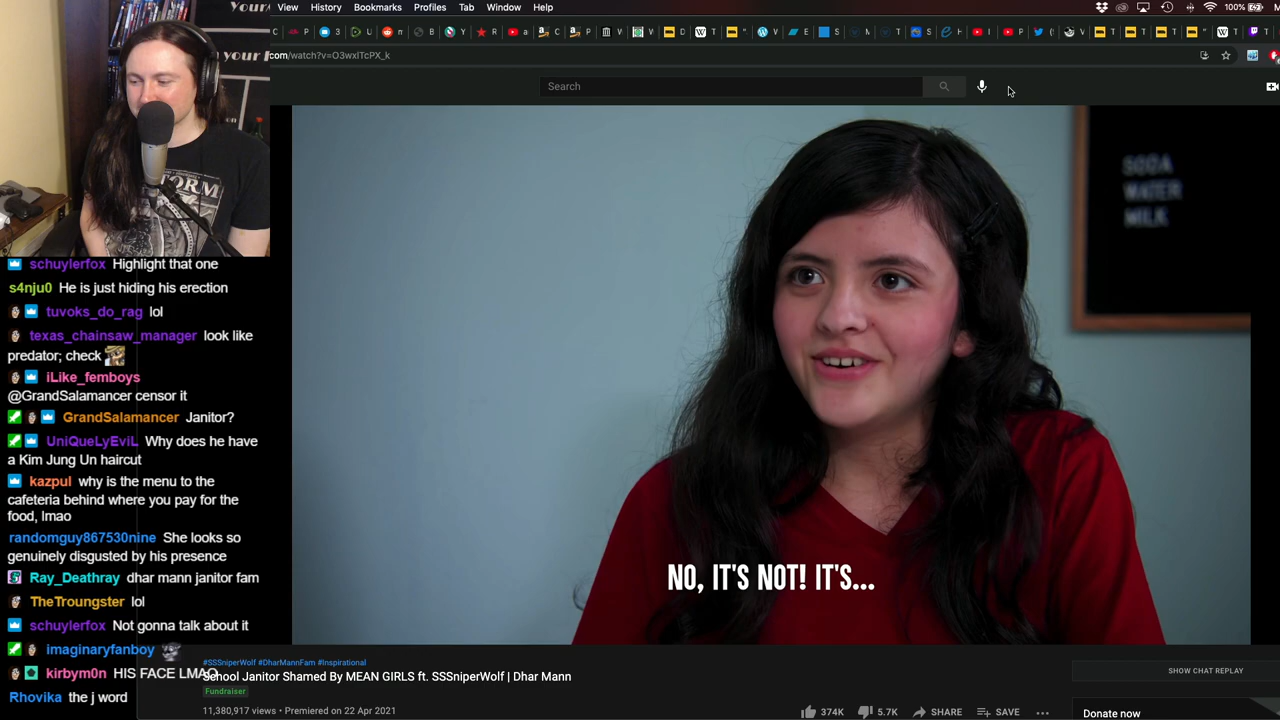 View History Bookmarks Profiles Tab Window Help
100%
com/watch?v=O3wxITcPX_k
Search
schuylerfox Highlight that one
s4nju0 He is just hiding his erection
tuvoks_do_rag lol
texas_chainsaw_manager look like
predator; check
iLike_femboys
@GrandSalamancer censor it
GrandSalamancer Janitor?
UniQueLyEviL Why does he have
a Kim Jung Un haircut
kazpul why is the menu to the
cafeteria behind where you pay for the
food, lmao
randomguy867530nine She looks so
genuinely disgusted by his presence
Ray_Deathray dhar mann janitor fam
TheTroungster lol
schuylerfox Not gonna talk about it
imaginaryfanboy
kirbym0n HIS FACE LMAO
Rhovika the j word
SODA
WATER
MILK
NO, IT'S NOT! IT'S...
#SSSniperWolf #DharMannFam #Inspirational
School Janitor Shamed By MEAN GIRLS ft. SSSniperWolf | Dhar Mann
Fundraiser
11,380,917 views • Premiered on 22 Apr 2021
374K 5.7K SHARE SAVE
SHOW CHAT REPLAY
Donate now